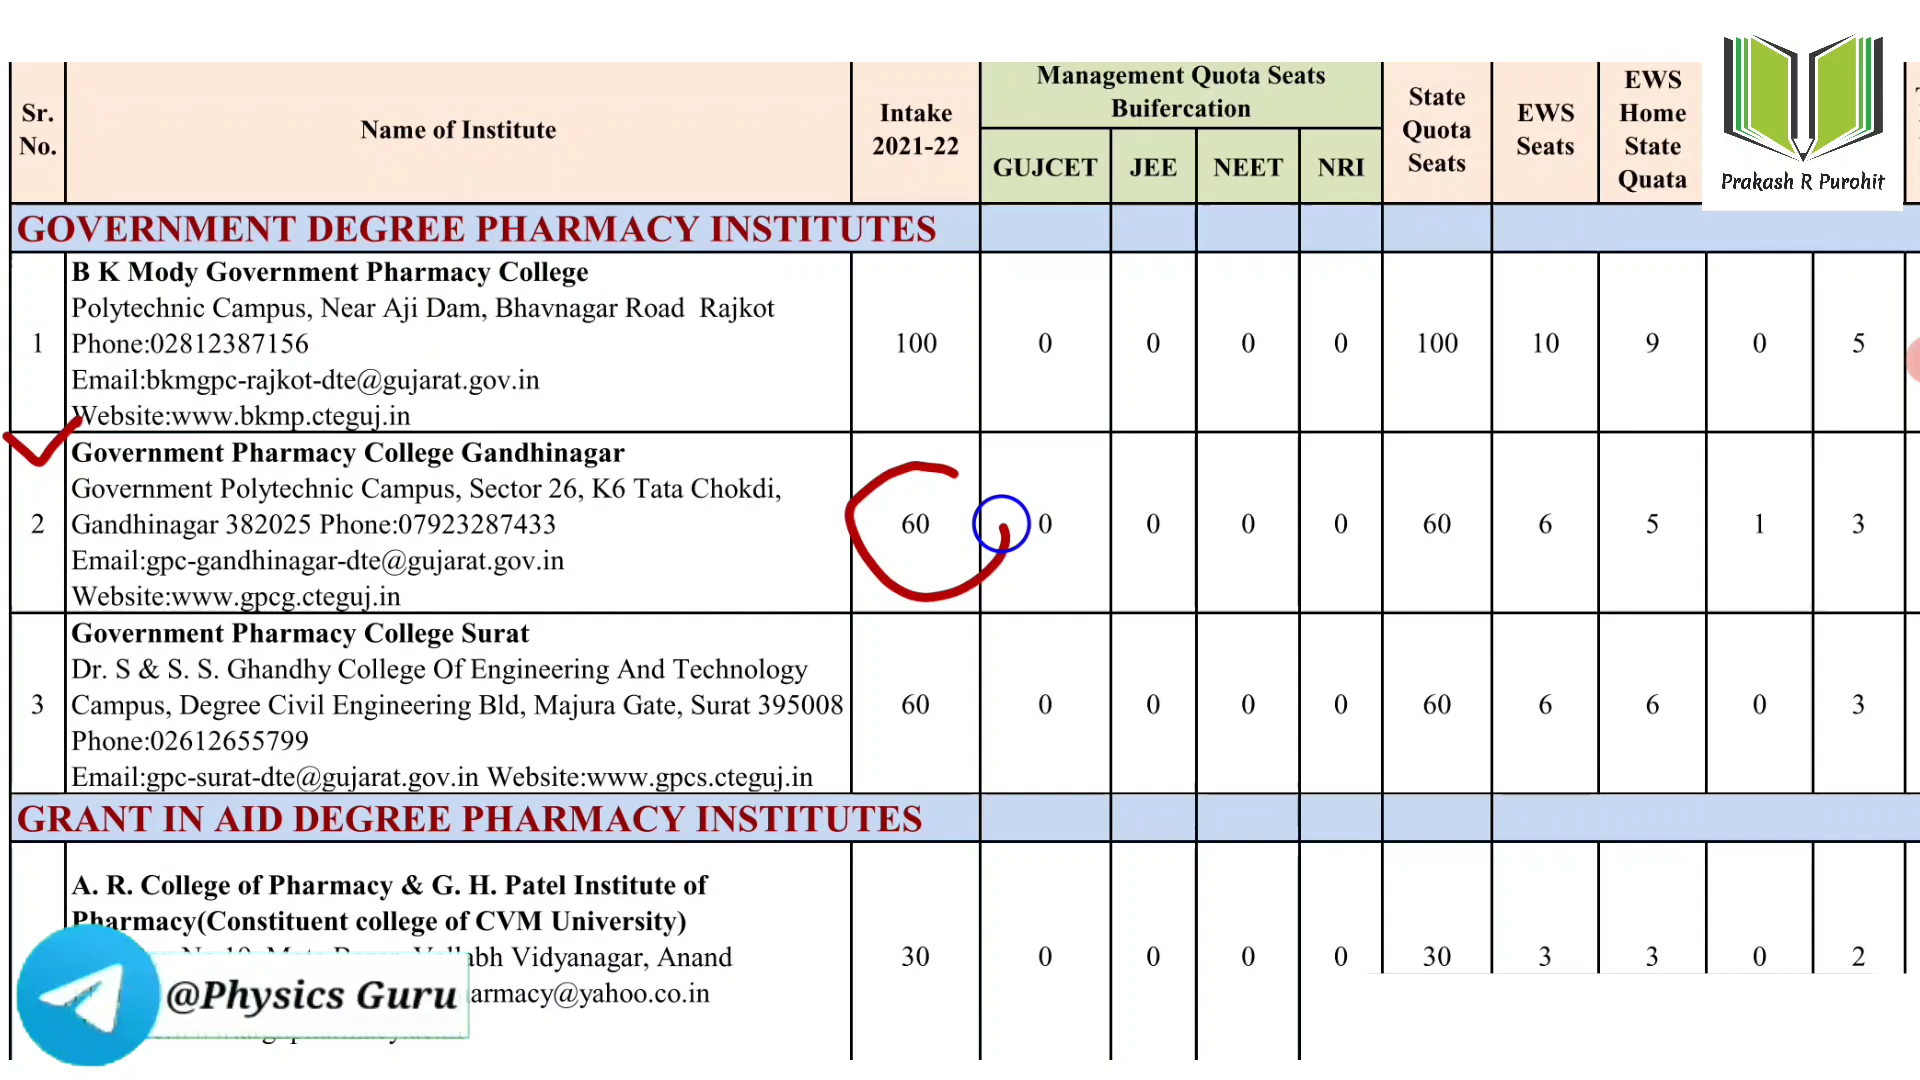 Sr. No.
Name of Institute
Intake 2021-22
Management Quota Seats Buifercation
GUJCET JEE NEET NRI
State Quota Seats
EWS Seats
EWS Home State Quata
Prakash R Purohit
GOVERNMENT DEGREE PHARMACY INSTITUTES
B K Mody Government Pharmacy College
Polytechnic Campus, Near Aji Dam, Bhavnagar Road Rajkot
1 Phone:02812387156 100 0 0 0 0 100 10 9 0 5
Email:bkmgpc-rajkot-dte@gujarat.gov.in
Website:www.bkmp.cteguj.in
Government Pharmacy College Gandhinagar
Government Polytechnic Campus, Sector 26, K6 Tata Chokdi,
2 Gandhinagar 382025 Phone:07923287433 60 0 0 0 0 60 6 5 1 3
Email:gpc-gandhinagar-dte@gujarat.gov.in
Website:www.gpcg.cteguj.in
Government Pharmacy College Surat
Dr. S & S. S. Ghandhy College Of Engineering And Technology
3 Campus, Degree Civil Engineering Bld, Majura Gate, Surat 395008 60 0 0 0 0 60 6 6 0 3
Phone:02612655799
Email:gpc-surat-dte@gujarat.gov.in Website:www.gpcs.cteguj.in
GRANT IN AID DEGREE PHARMACY INSTITUTES
A. R. College of Pharmacy & G. H. Patel Institute of
Pharmacy(Constituent college of CVM University)
Vidyanagar, Anand 30 0 0 0 0 30 3 3 0 2
armacy@yahoo.co.in
@Physics Guru